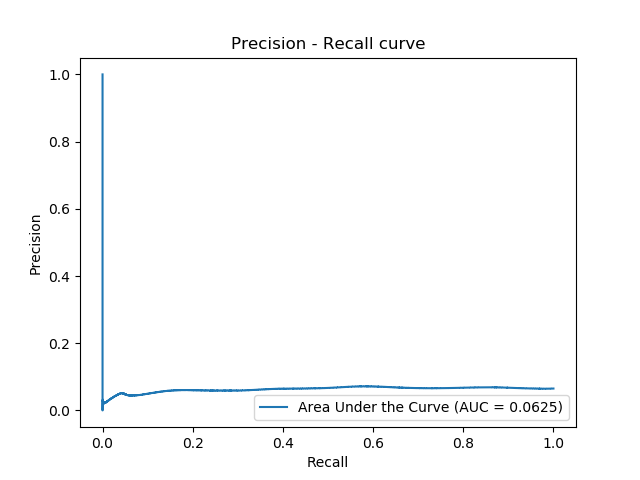 Precision - Recall curve
1.0
0.8
0.6
0.4
0.2
0.0
Precision
Area Under the Curve (AUC = 0.0625)
0.0 0.2 0.4 0.6 0.8 1.0
Recall